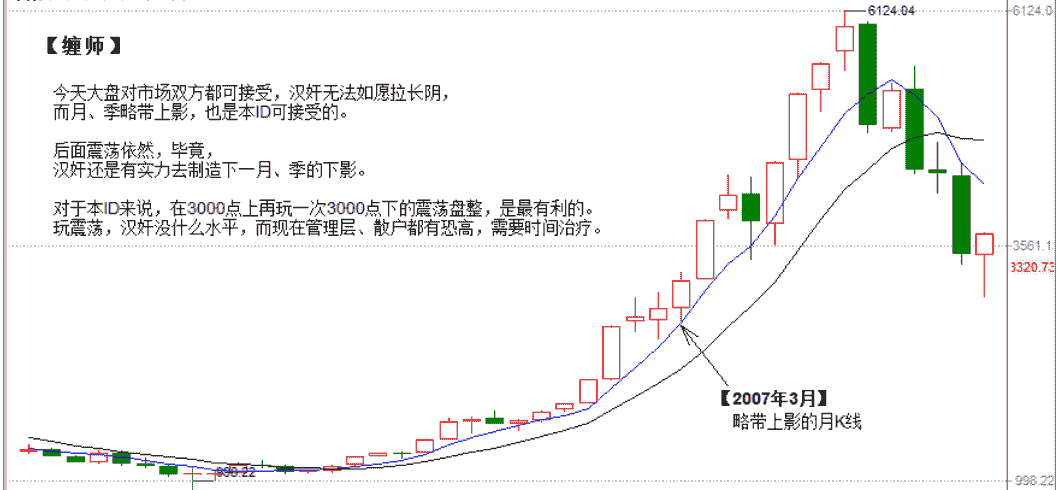 6124.04
6124.0
【缠师】
今天大盘对市场双方都可接受，汉奸无法如愿拉长阴，
而月、季略带上影，也是本ID可接受的。
后面震荡依然，毕竟，
汉奸还是有实力去制造下一月、季的下影。
对于本ID来说，在3000点上再玩一次3000点下的震荡盘整，是最有利的。
玩震荡，汉奸没什么水平，而现在管理层、散户都有恐高，需要时间治疗。
3561.1
3320.73
【2007年3月】
略带上影的月K线
998.22
998.22